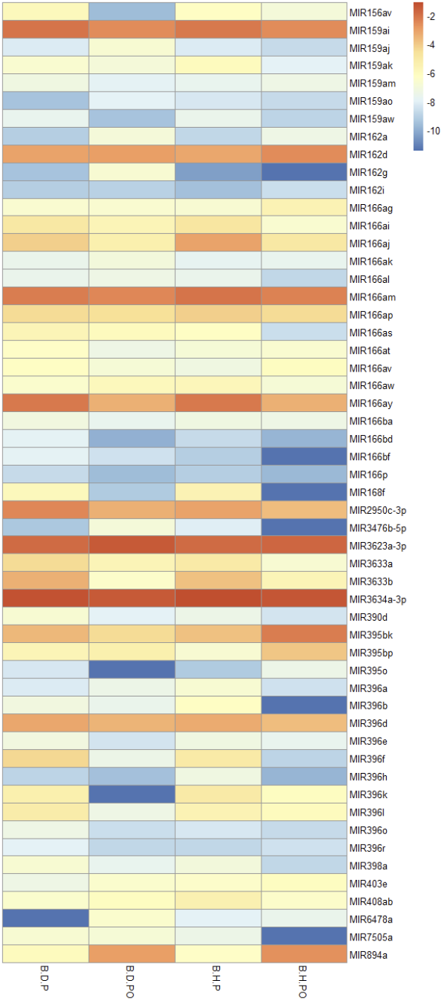 MIR156av
MIR159ai
MIR159aj
MIR159ak
MIR159am
MIR159ao
MIR159aw
MIR162a
MIR162d
MIR162g
MIR162i
MIR166ag
MIR166ai
MIR166aj
MIR166ak
MIR166al
MIR166am
MIR166ap
MIR166as
MIR166at
MIR166av
MIR166aw
MIR166ay
MIR166ba
MIR166bd
MIR166bf
MIR166p
MIR168f
MIR2950c-3p
MIR3476b-5p
MIR3623a-3p
MIR3633a
MIR3633b
MIR3634a-3p
MIR390d
MIR395bk
MIR395bp
MIR395o
MIR396a
MIR396b
MIR396d
MIR396e
MIR396f
MIR396h
MIR396k
MIR396l
MIR396o
MIR396r
MIR398a
MIR403e
MIR408ab
MIR6478a
MIR7505a
MIR894a
-2
-4
-6
-8
-10
B.D.P
B.D.PO
B.H.P
B.H.PO